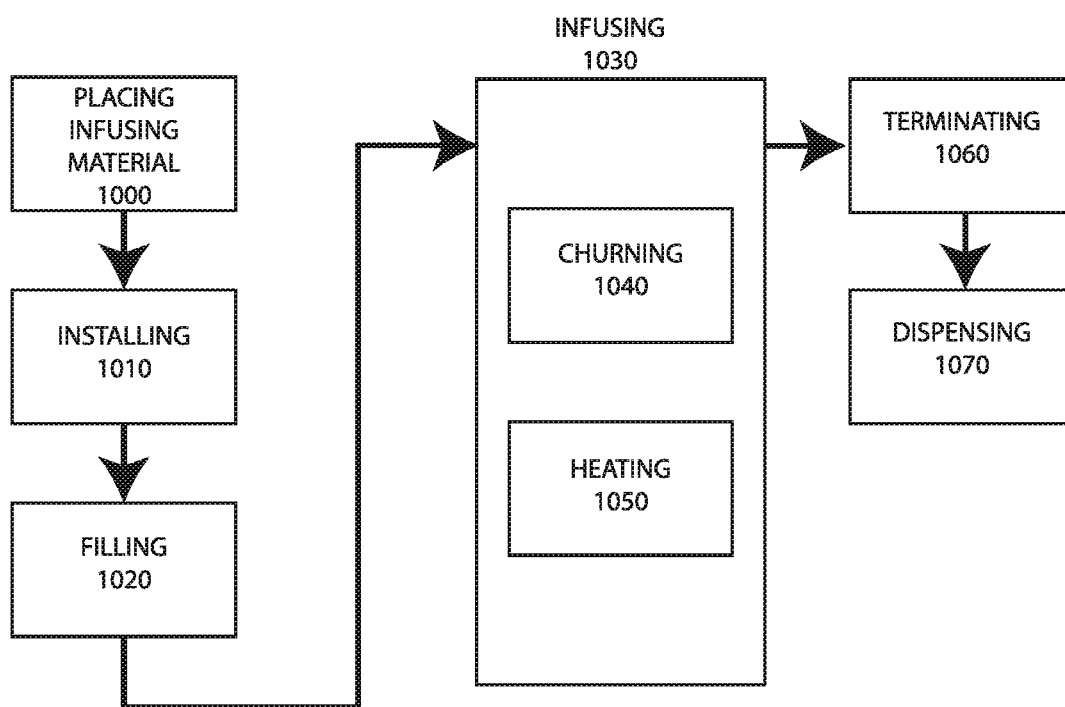 PLACING
INFUSING
MATERIAL
1000
INSTALLING
1010
FILLING
1020
INFUSING
1030
CHURNING
1040
HEATING
1050
TERMINATING
1060
DISPENSING
1070